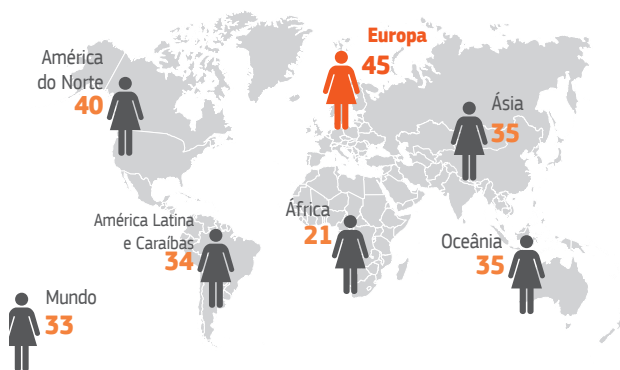 Europa
45
América
do Norte
40
Ásia
35
América Latina
e Caraíbas
34
África
21
Oceânia
35
Mundo
33